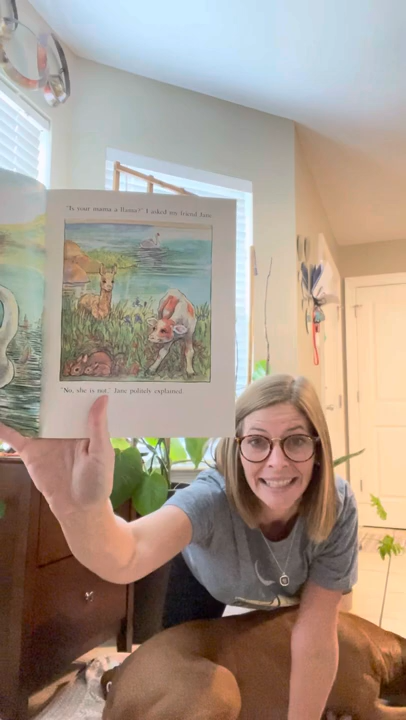 "Is your mama a llama?" I asked my friend Jane.
"No, she is not," Jane politely explained.